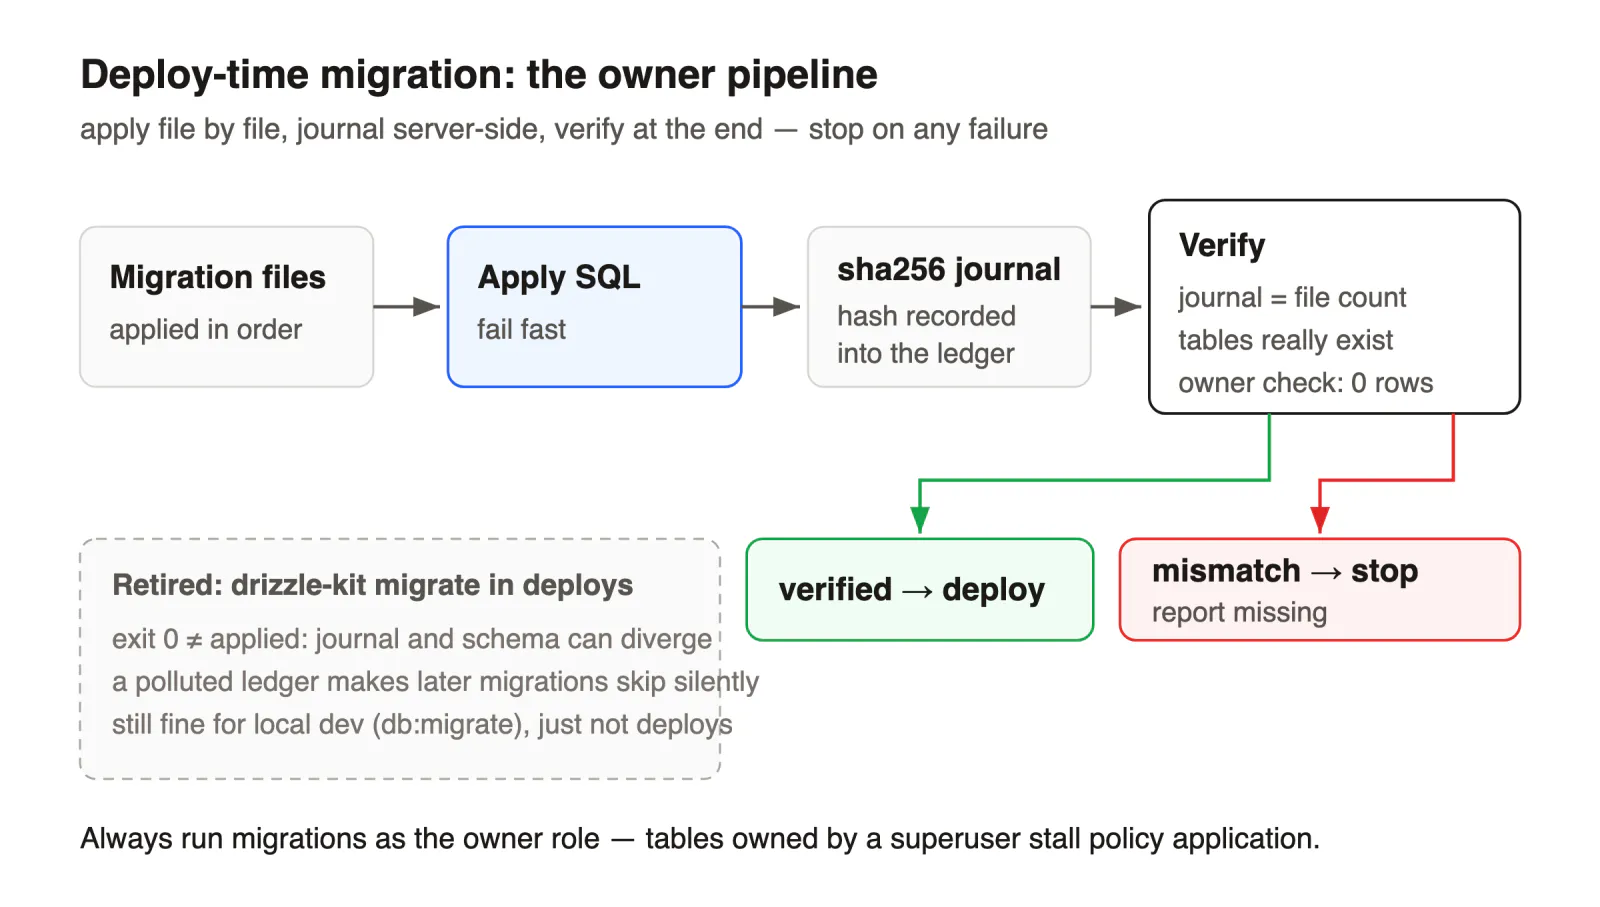 Deploy-time migration: the owner pipeline
apply file by file, journal server-side, verify at the end — stop on any failure
Migration files
applied in order
Apply SQL
fail fast
sha256 journal
hash recorded
into the ledger
Verify
journal = file count
tables really exist
owner check: 0 rows
Retired: drizzle-kit migrate in deploys
exit 0 ≠ applied: journal and schema can diverge
a polluted ledger makes later migrations skip silently
still fine for local dev (db:migrate), just not deploys
verified → deploy
mismatch → stop
report missing
Always run migrations as the owner role — tables owned by a superuser stall policy application.